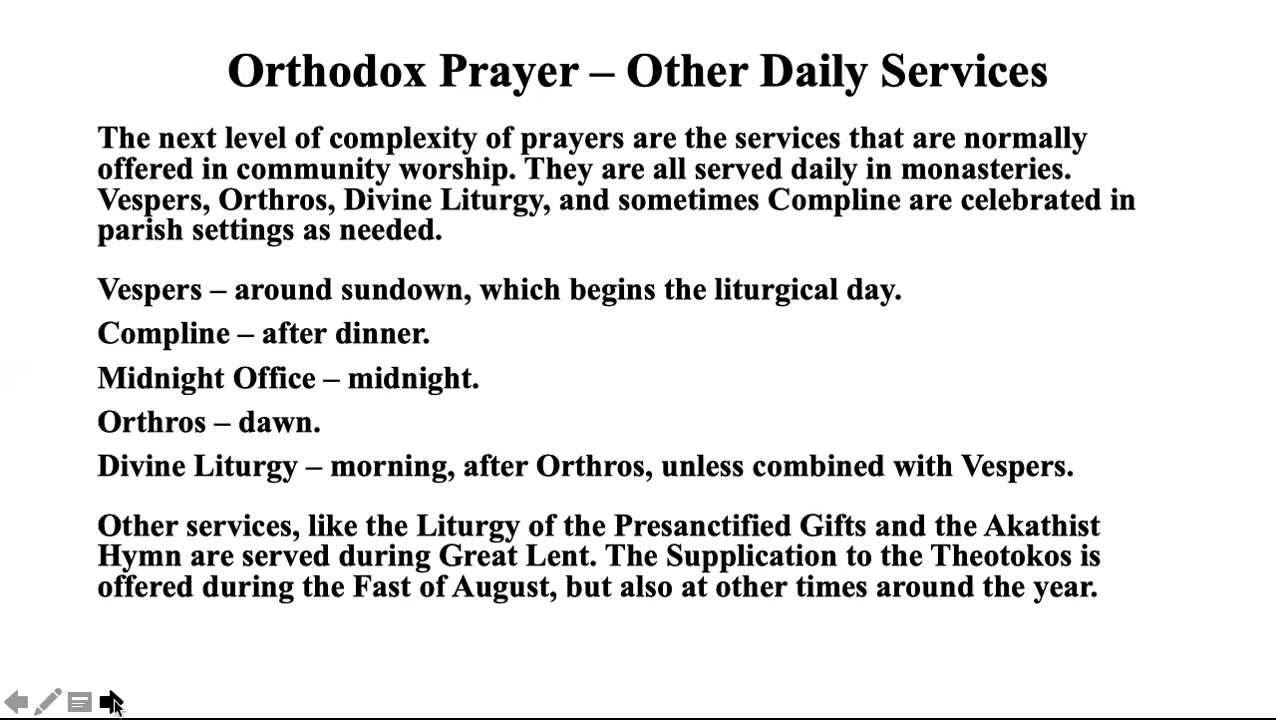 Orthodox Prayer – Other Daily Services
The next level of complexity of prayers are the services that are normally
offered in community worship. They are all served daily in monasteries.
Vespers, Orthros, Divine Liturgy, and sometimes Compline are celebrated in
parish settings as needed.
Vespers – around sundown, which begins the liturgical day.
Compline – after dinner.
Midnight Office – midnight.
Orthros – dawn.
Divine Liturgy – morning, after Orthros, unless combined with Vespers.
Other services, like the Liturgy of the Presanctified Gifts and the Akathist
Hymn are served during Great Lent. The Supplication to the Theotokos is
offered during the Fast of August, but also at other times around the year.